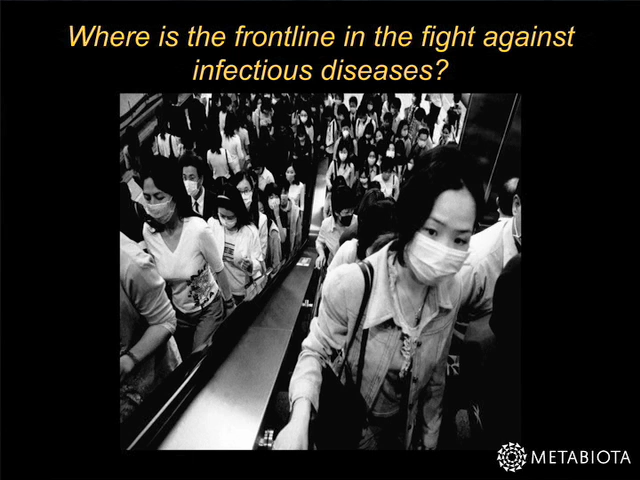 Where is the frontline in the fight against
infectious diseases?
METABIOTA